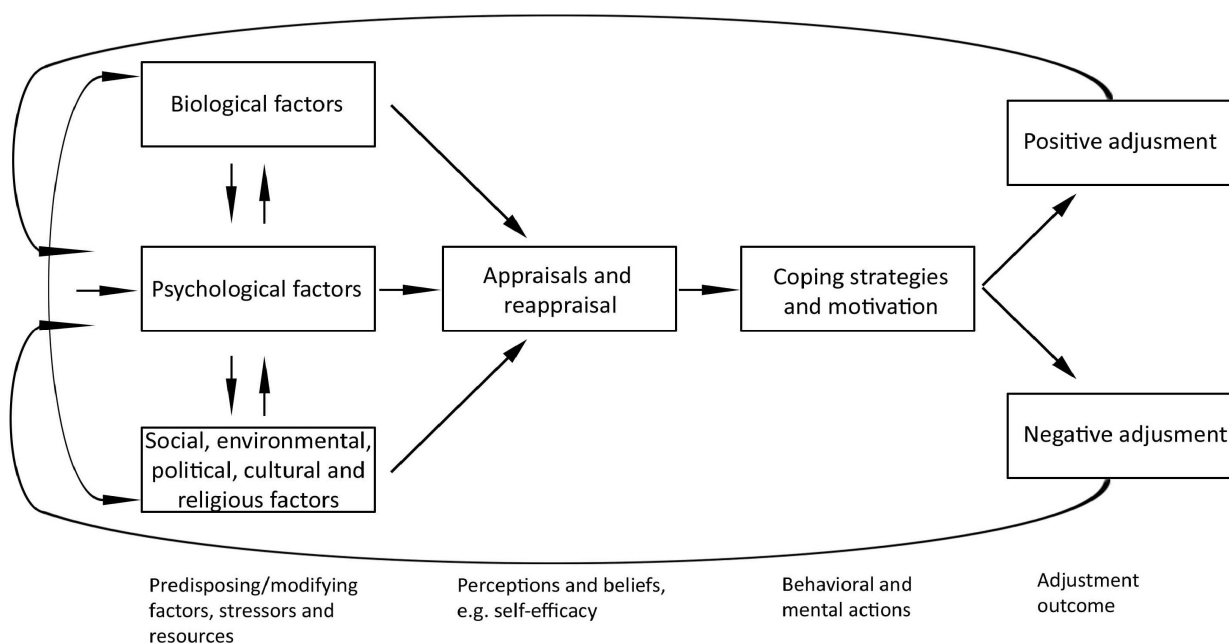 Biological factors
Positive adjusment
Psychological factors
Appraisals and
reappraisal
Coping strategies
and motivation
Social, environmental,
political, cultural and
religious factors
Negative adjusment
Predisposing/modifying
factors, stressors and
resources
Perceptions and beliefs,
e.g. self-efficacy
Behavioral and
mental actions
Adjustment
outcome